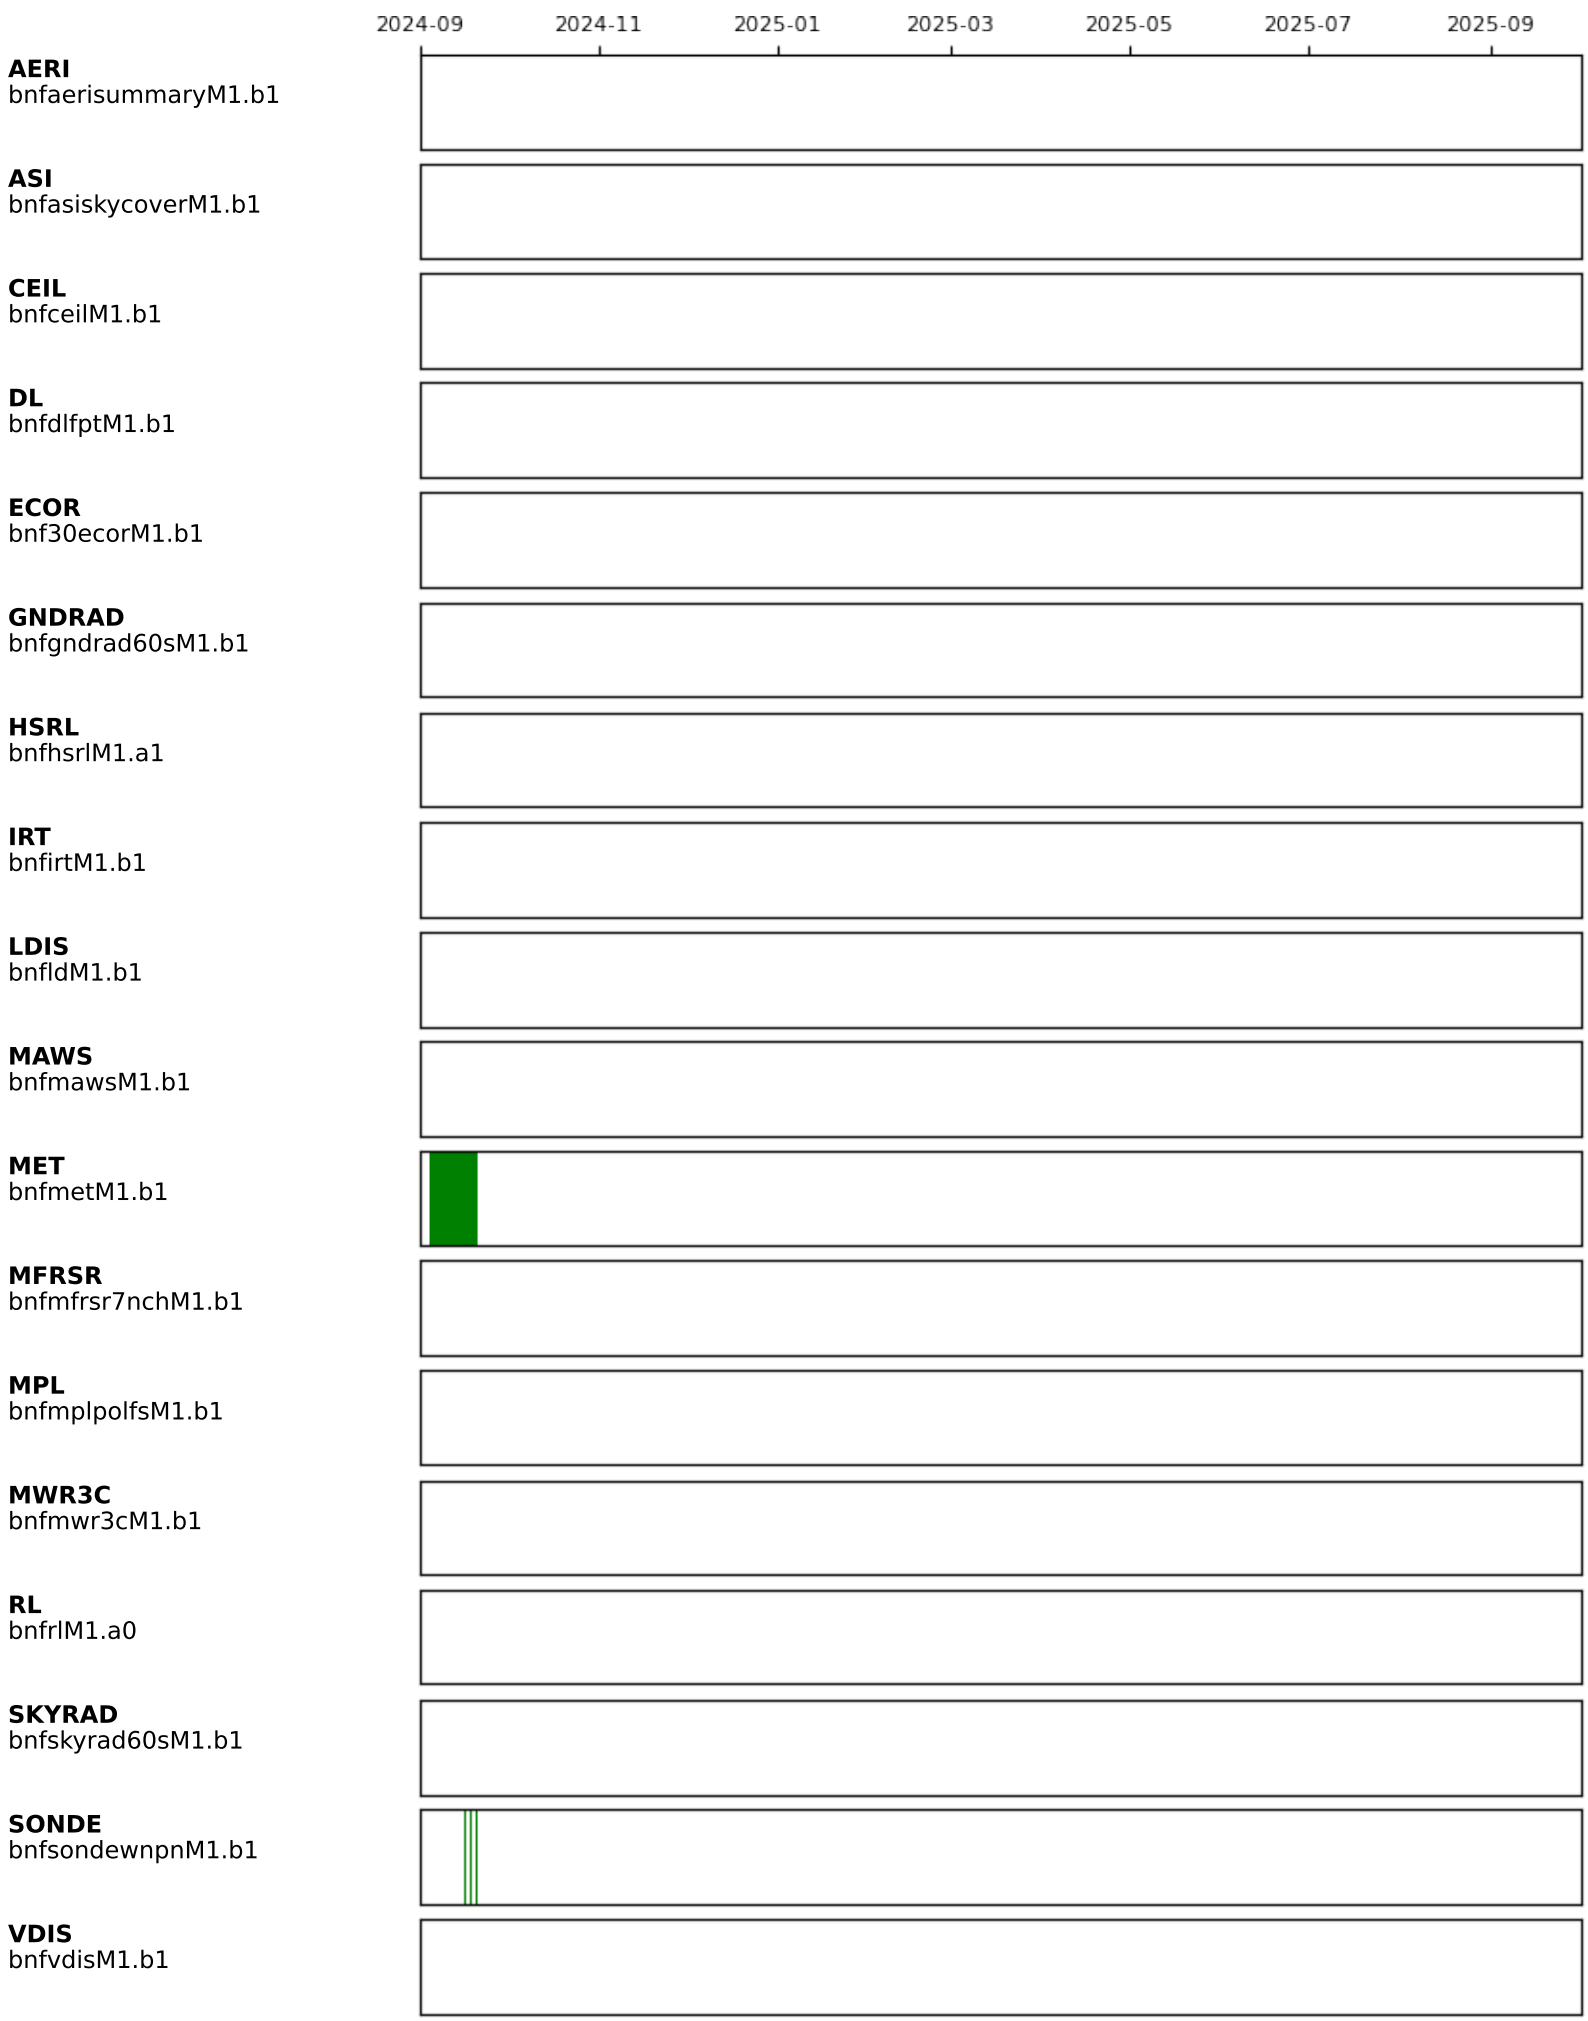 2024-09 2024-11 2025-01 2025-03 2025-05 2025-07 2025-09
AERI
bnfaerisummaryM1.b1
ASI
bnfasiskycoverM1.b1
CEIL
bnfceilM1.b1
DL
bnfdlfptM1.b1
ECOR
bnf30ecorM1.b1
GNDRAD
bnfgndrad60sM1.b1
HSRL
bnfhsrlM1.a1
IRT
bnfirtM1.b1
LDIS
bnfldM1.b1
MAWS
bnfmawsM1.b1
MET
bnfmetM1.b1
MFRSR
bnfmfrsr7nchM1.b1
MPL
bnfmplpolfsM1.b1
MWR3C
bnfmwr3cM1.b1
RL
bnfrlM1.a0
SKYRAD
bnfskyrad60sM1.b1
SONDE
bnfsondewnpnM1.b1
VDIS
bnfvdisM1.b1